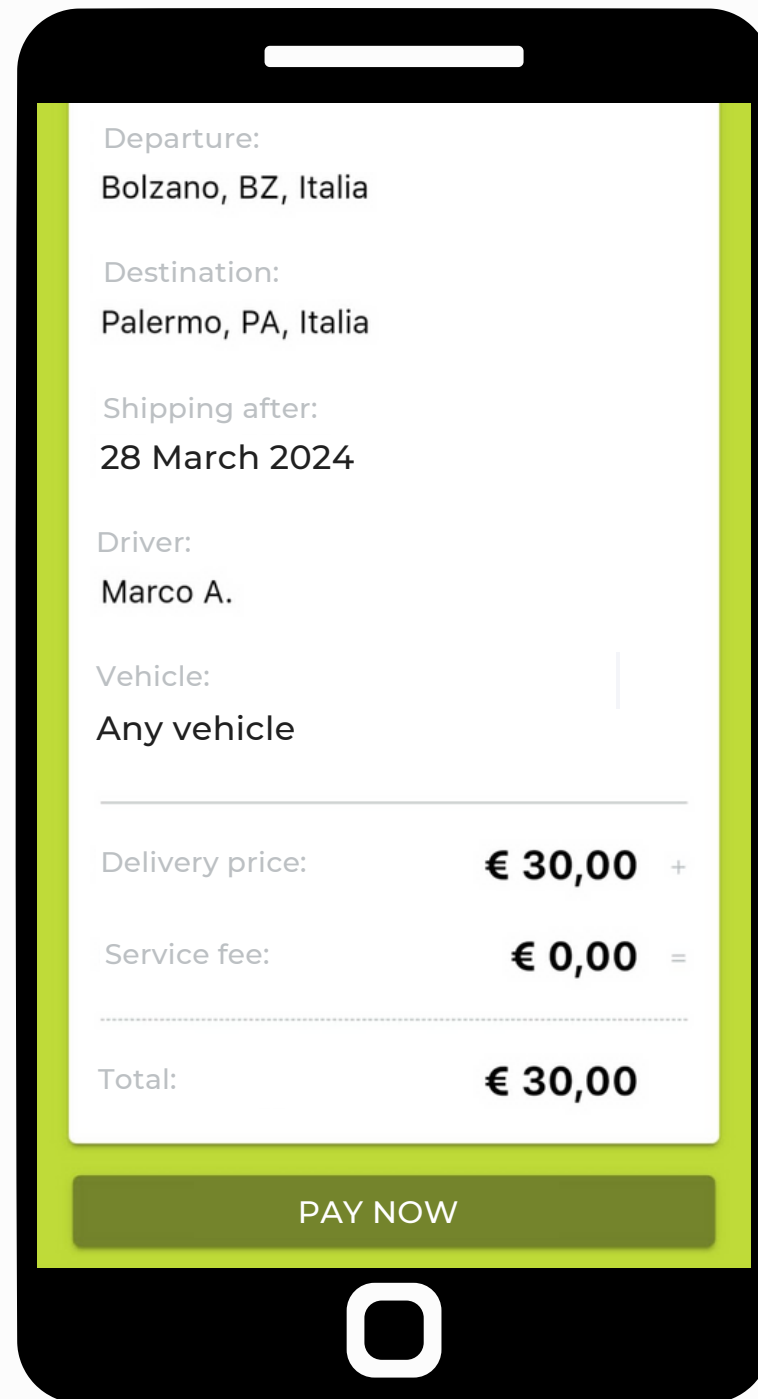 Departure:
Bolzano, BZ, Italia
Destination:
Palermo, PA, Italia
Shipping after:
28 March 2024
Driver:
Marco A.
Vehicle:
Any vehicle
Delivery price: € 30,00 +
Service fee: € 0,00 =
Total: € 30,00
PAY NOW